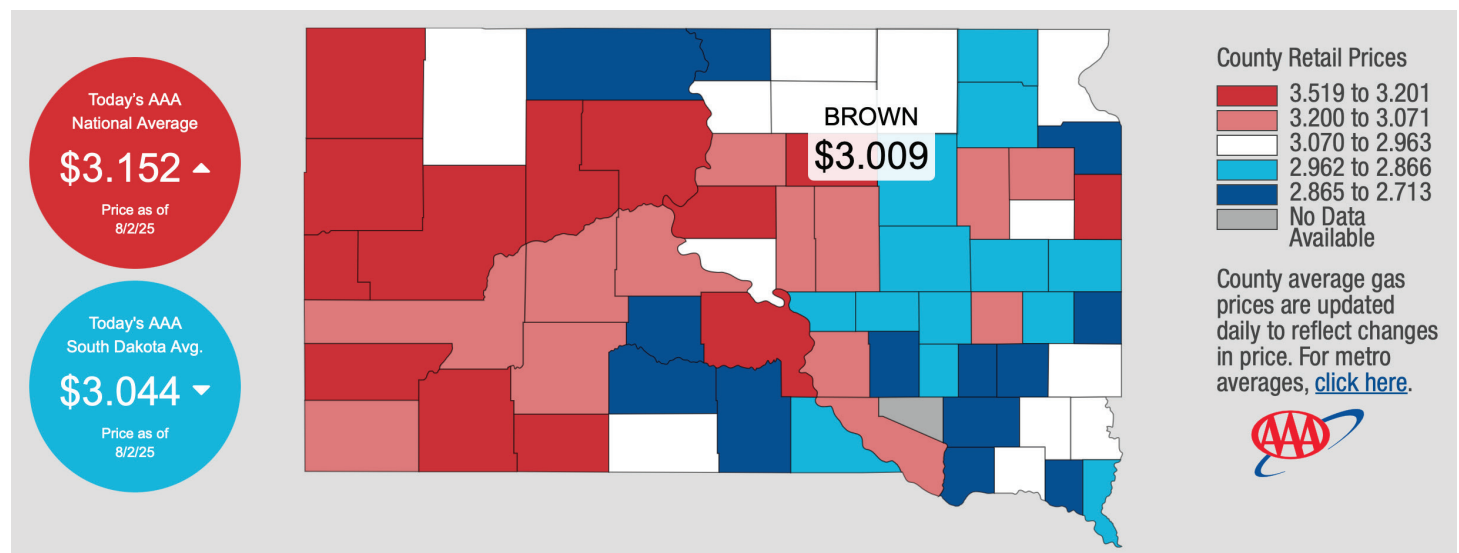 Today's AAA
National Average
$3.152
Price as of
8/2/25
Today's AAA
South Dakota Avg.
$3.044
Price as of
8/2/25
BROWN
$3.009
County Retail Prices
3.519 to 3.201
3.200 to 3.071
3.070 to 2.963
2.962 to 2.866
2.865 to 2.713
No Data
Available
County average gas
prices are updated
daily to reflect changes
in price. For metro
averages, click here.
AAA